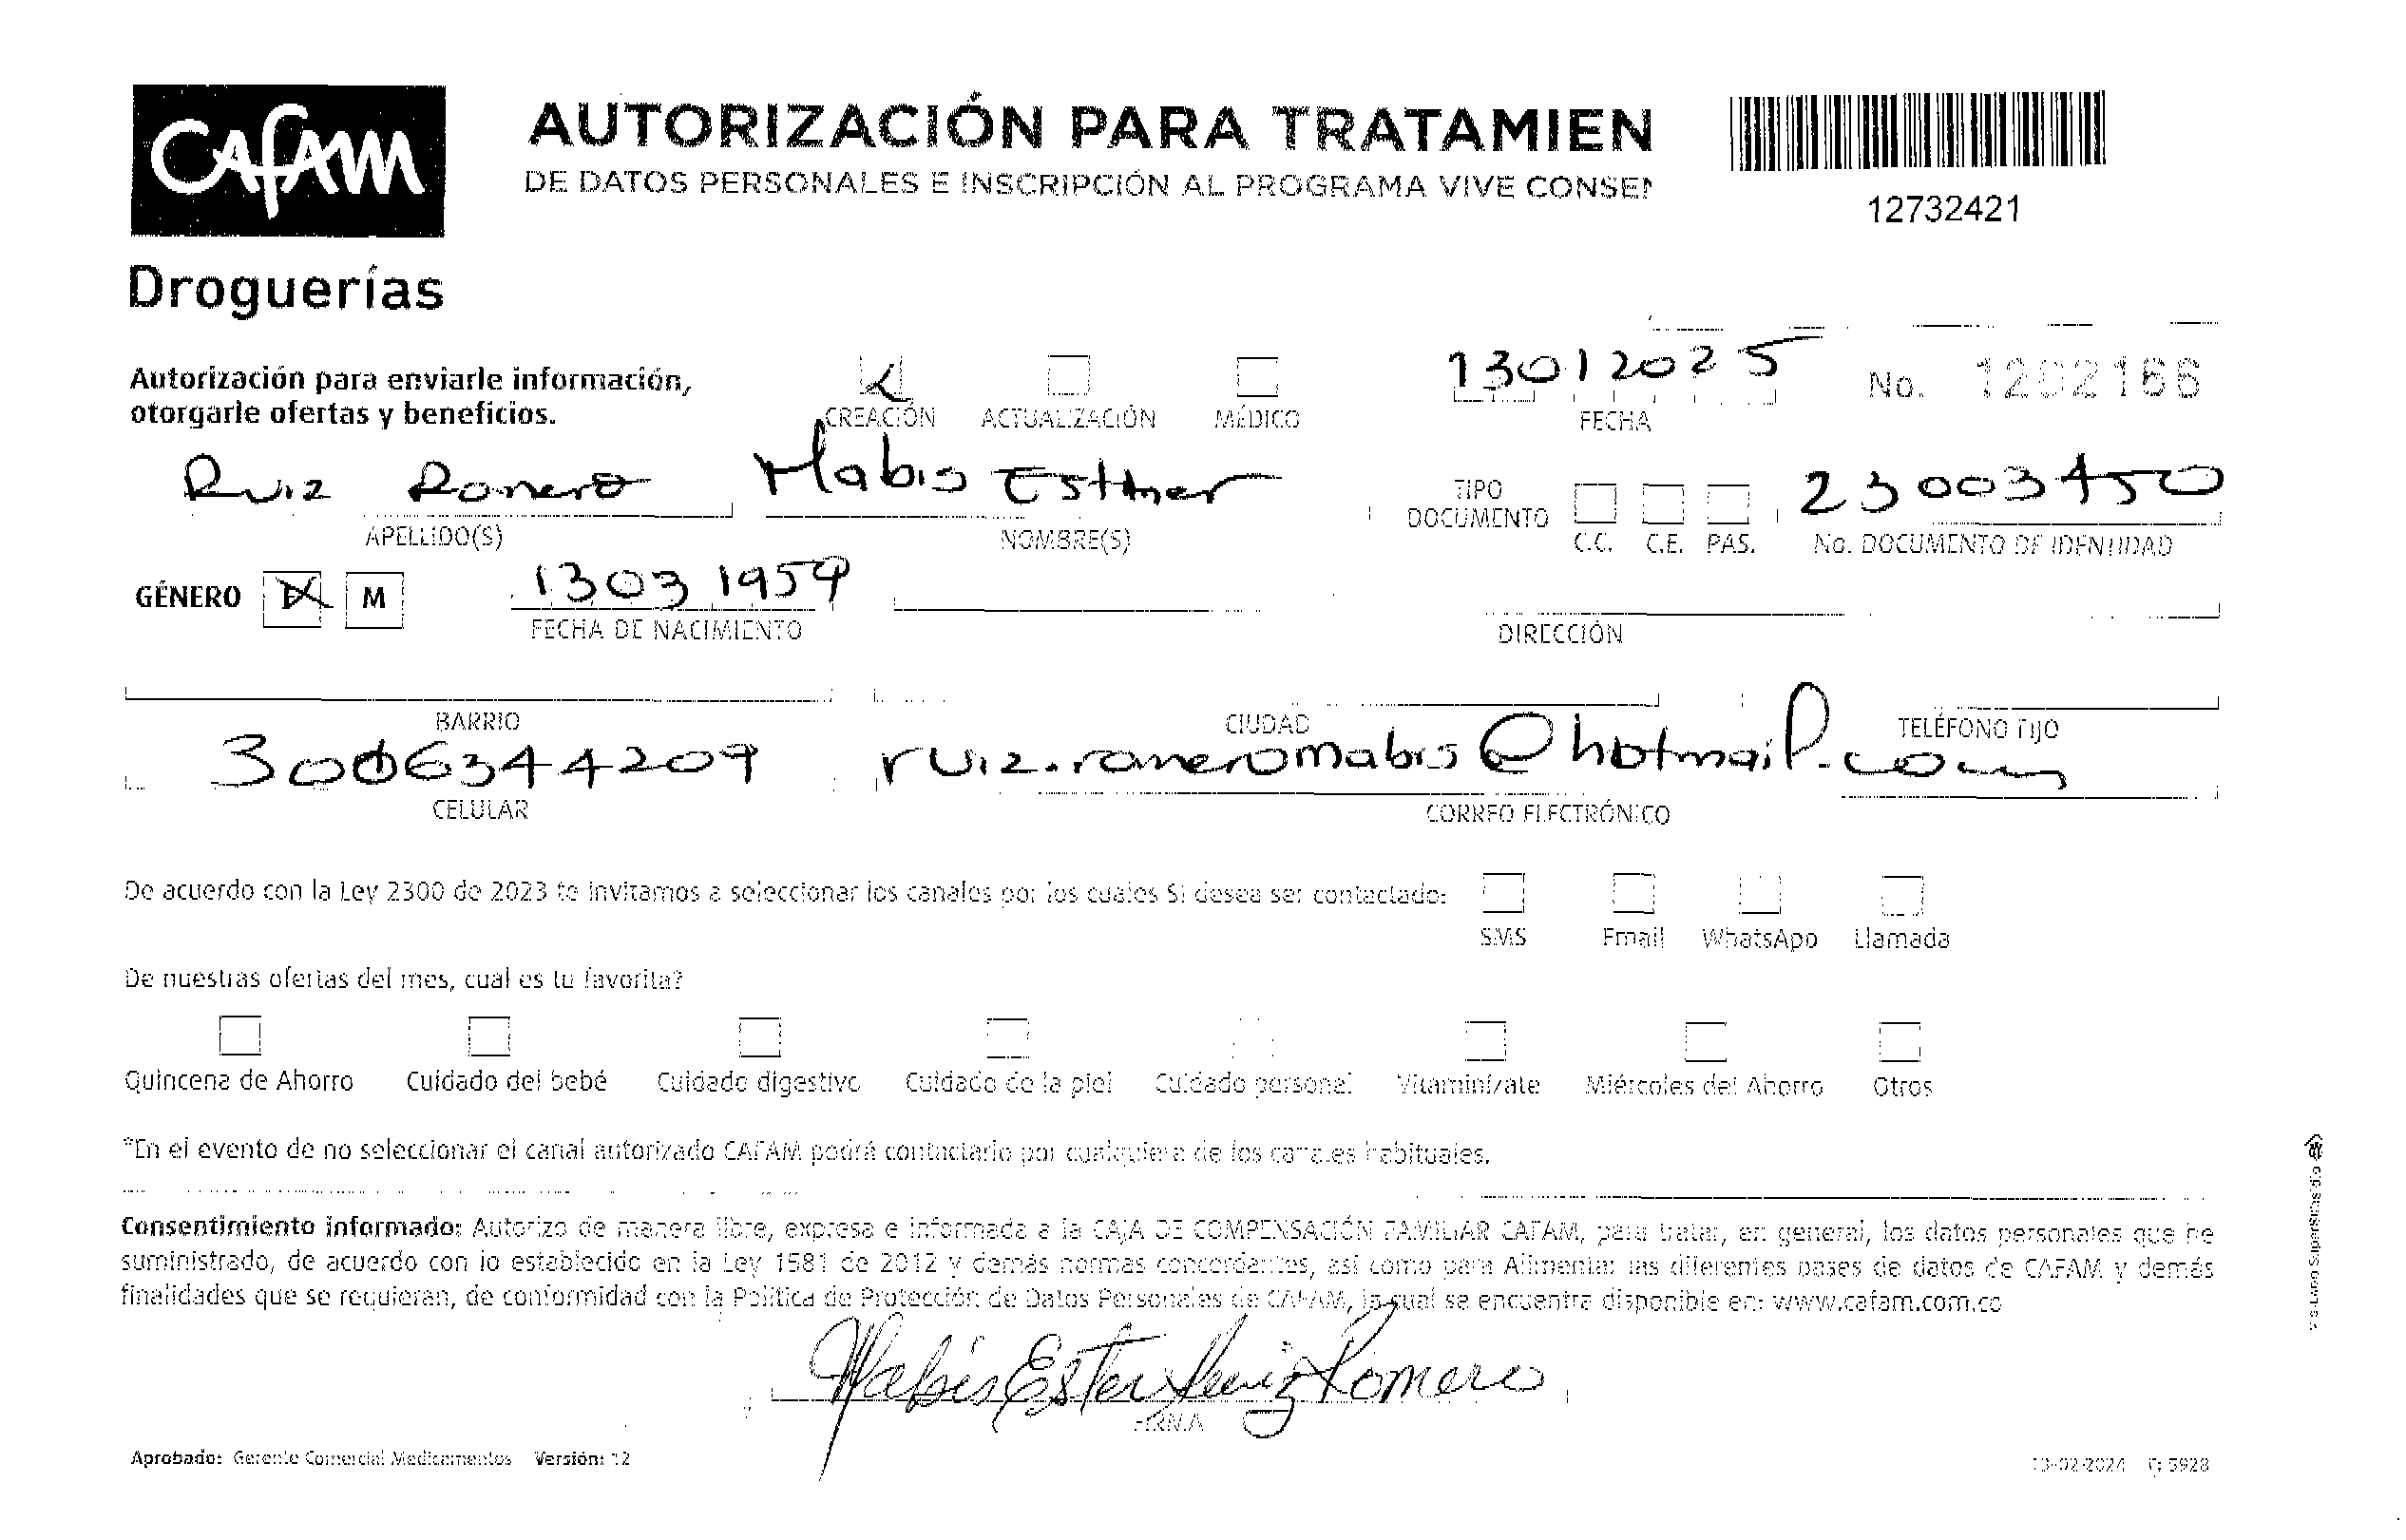 CAFAM
AUTORIZACIÓN PARA TRATAMIEN
DE DATOS PERSONALES E INSCRIPCIÓN AL PROGRAMA VIVE CONSEN
12732421
Droguerías
Autorización para enviarle información,
otorgarle ofertas y beneficios.
CREACIÓN ACTUALIZACIÓN MÉDICO
13012025
FECHA
No. 1202166
Ruiz Romero Mabis Esther
APELLIDO(S) NOMBRE(S)
TIPO DOCUMENTO C.C. C.E. PAS.
23003450
No. DOCUMENTO DE IDENTIDAD
GÉNERO M
13031959
FECHA DE NACIMIENTO
DIRECCIÓN
BARRIO CIUDAD TELÉFONO FIJO
3006344209 ruiz.romeromabis@hotmail.com
CELULAR CORREO ELECTRÓNICO
De acuerdo con la Ley 2300 de 2023 te invitamos a seleccionar los canales por los cuales Si desea ser contactado:
SMS Email WhatsApp Llamada
De nuestras ofertas del mes, cual es tu favorita?
Quincena de Ahorro Cuidado del bebé Cuidado digestivo Cuidado de la piel Cuidado personal Vitaminízate Miércoles del Ahorro Otros
*En el evento de no seleccionar el canal autorizado CAFAM podrá contactarlo por cualquiera de los canales habituales.
Consentimiento informado: Autorizo de manera libre, expresa e informada a la CAJA DE COMPENSACIÓN FAMILIAR CAFAM, para tratar, en general, los datos personales que he
suministrado, de acuerdo con lo establecido en la Ley 1581 de 2012 y demás normas concordantes, así como para Alimentar las diferentes bases de datos de CAFAM y demás
finalidades que se requieran, de conformidad con la Política de Protección de Datos Personales de CAFAM, la cual se encuentra disponible en: www.cafam.com.co
Mabis Ester Ruiz Romero
FIRMA
Aprobado: Gerente Comercial Medicamentos Versión: 12
13-02-2024